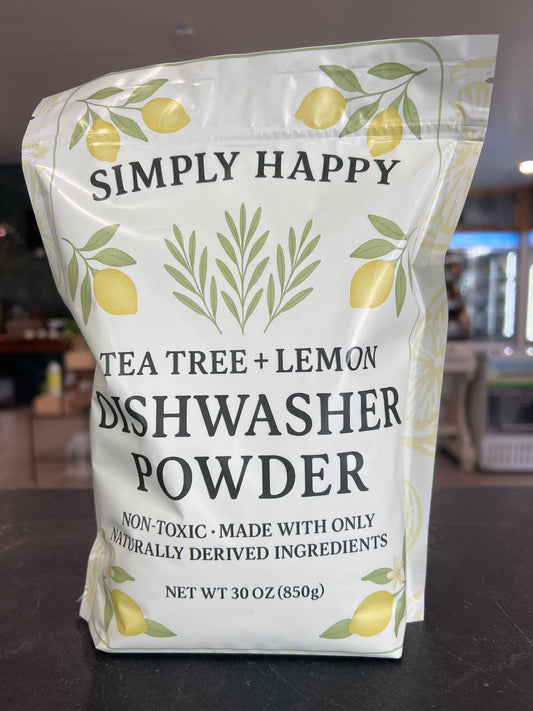 SIMPLY HAPPY
TEA TREE + LEMON
DISHWASHER
POWDER
NON-TOXIC · MADE WITH ONLY
NATURALLY DERIVED INGREDIENTS
NET WT 30 OZ (850g)